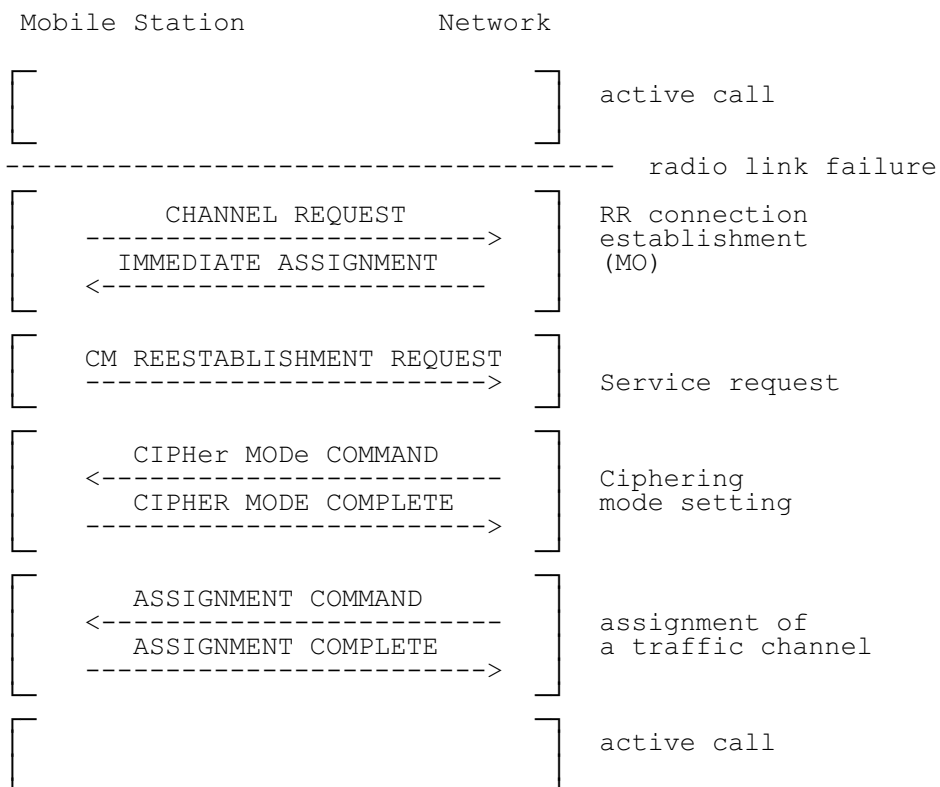 Mobile Station Network
active call
radio link failure
CHANNEL REQUEST RR connection
establishment
IMMEDIATE ASSIGNMENT (MO)
CM REESTABLISHMENT REQUEST
Service request
CIPHer MODe COMMAND
Ciphering
CIPHER MODE COMPLETE mode setting
ASSIGNMENT COMMAND
assignment of
ASSIGNMENT COMPLETE a traffic channel
active call